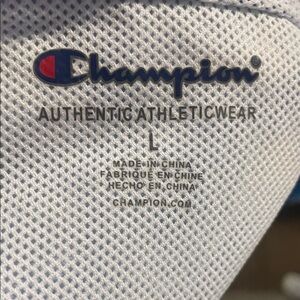 Champion
AUTHENTIC ATHLETICWEAR
L
MADE IN CHINA
FABRIQUÉ EN CHINE
HECHO EN CHINA
CHAMPION.COM